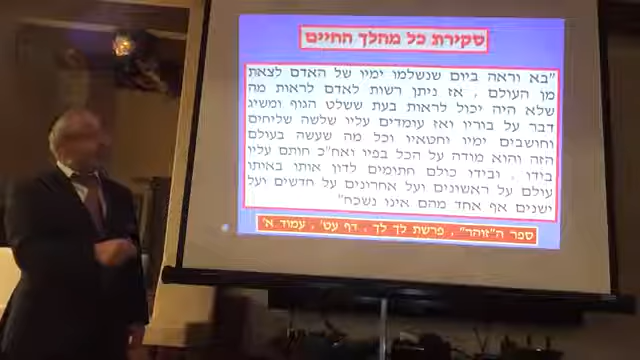 סקירת כל מהלך החיים
"בא וראה ביום שנשלמו ימיו של האדם לצאת
מן העולם , אז ניתן רשות לאדם לראות מה
שלא היה יכול לראות בעת ששלט הגוף ומשיג
דבר על בוריו ואז עומדים עליו שלשה שליחים
וחושבים ימיו וחטאיו וכל מה שעשה בעולם
הזה והוא מודה על הכל בפיו ואח"כ חותם עליו
בידו , ובידו כולם חתומים לדון אותו באיתו
עולם על ראשונים ועל אחרונים על חדשים ועל
ישנים אף אחד מהם אינו נשכח"
ספר ה"זוהר" , פרשת לך לך , דף עט' , עמוד א'